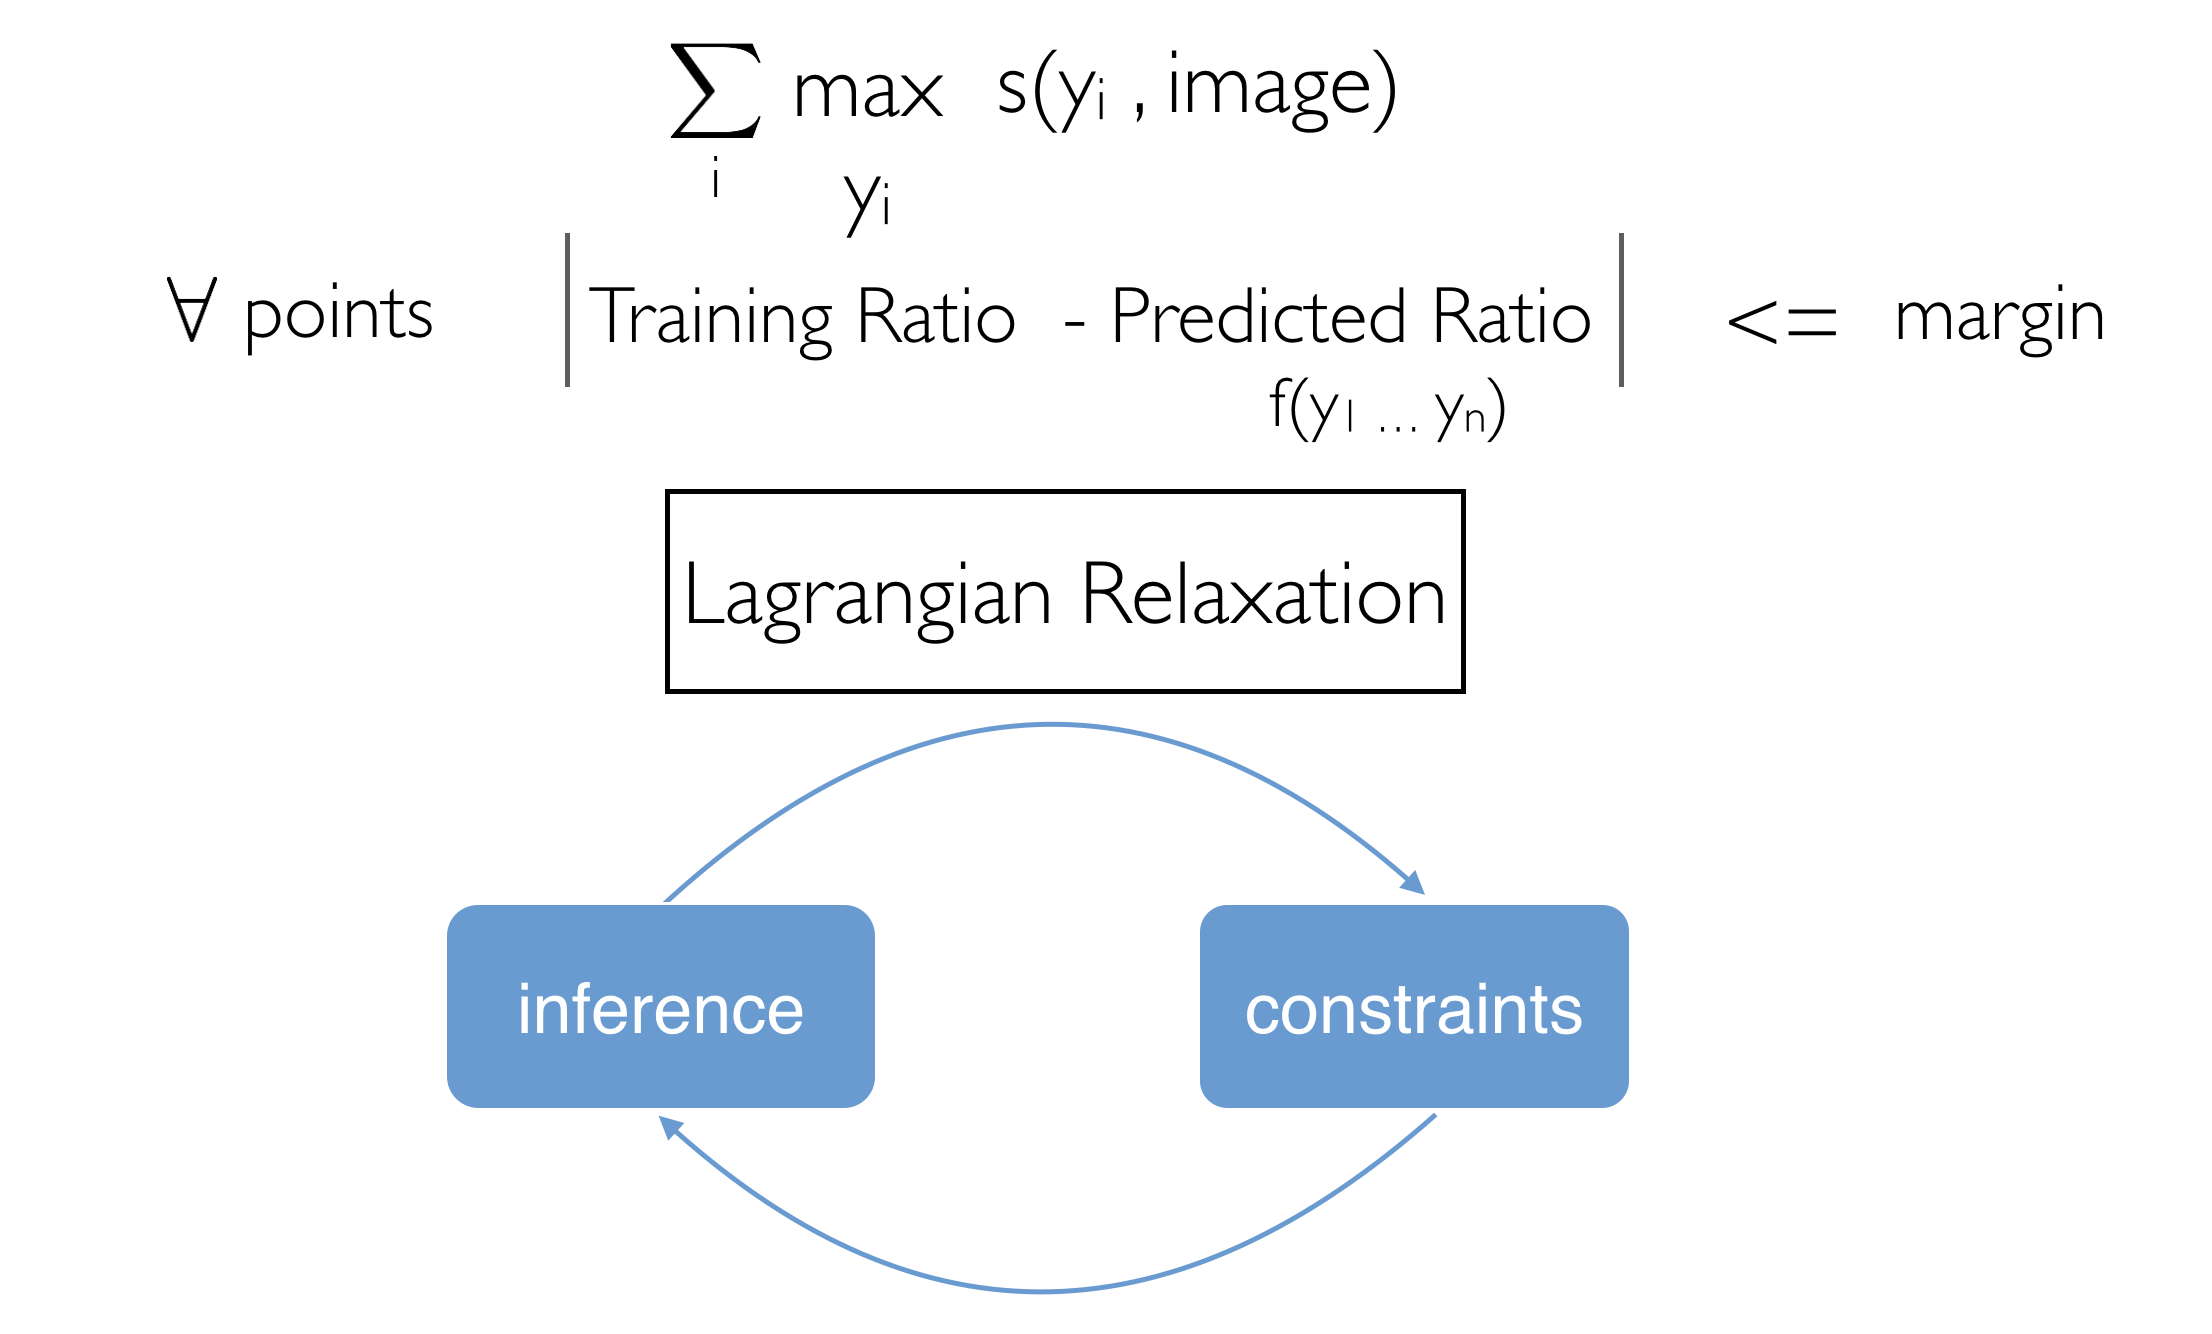 ∑ max s(yᵢ , image)
i yᵢ
∀ points | Training Ratio - Predicted Ratio | <= margin
f(y₁ ... yₙ)
Lagrangian Relaxation
inference constraints